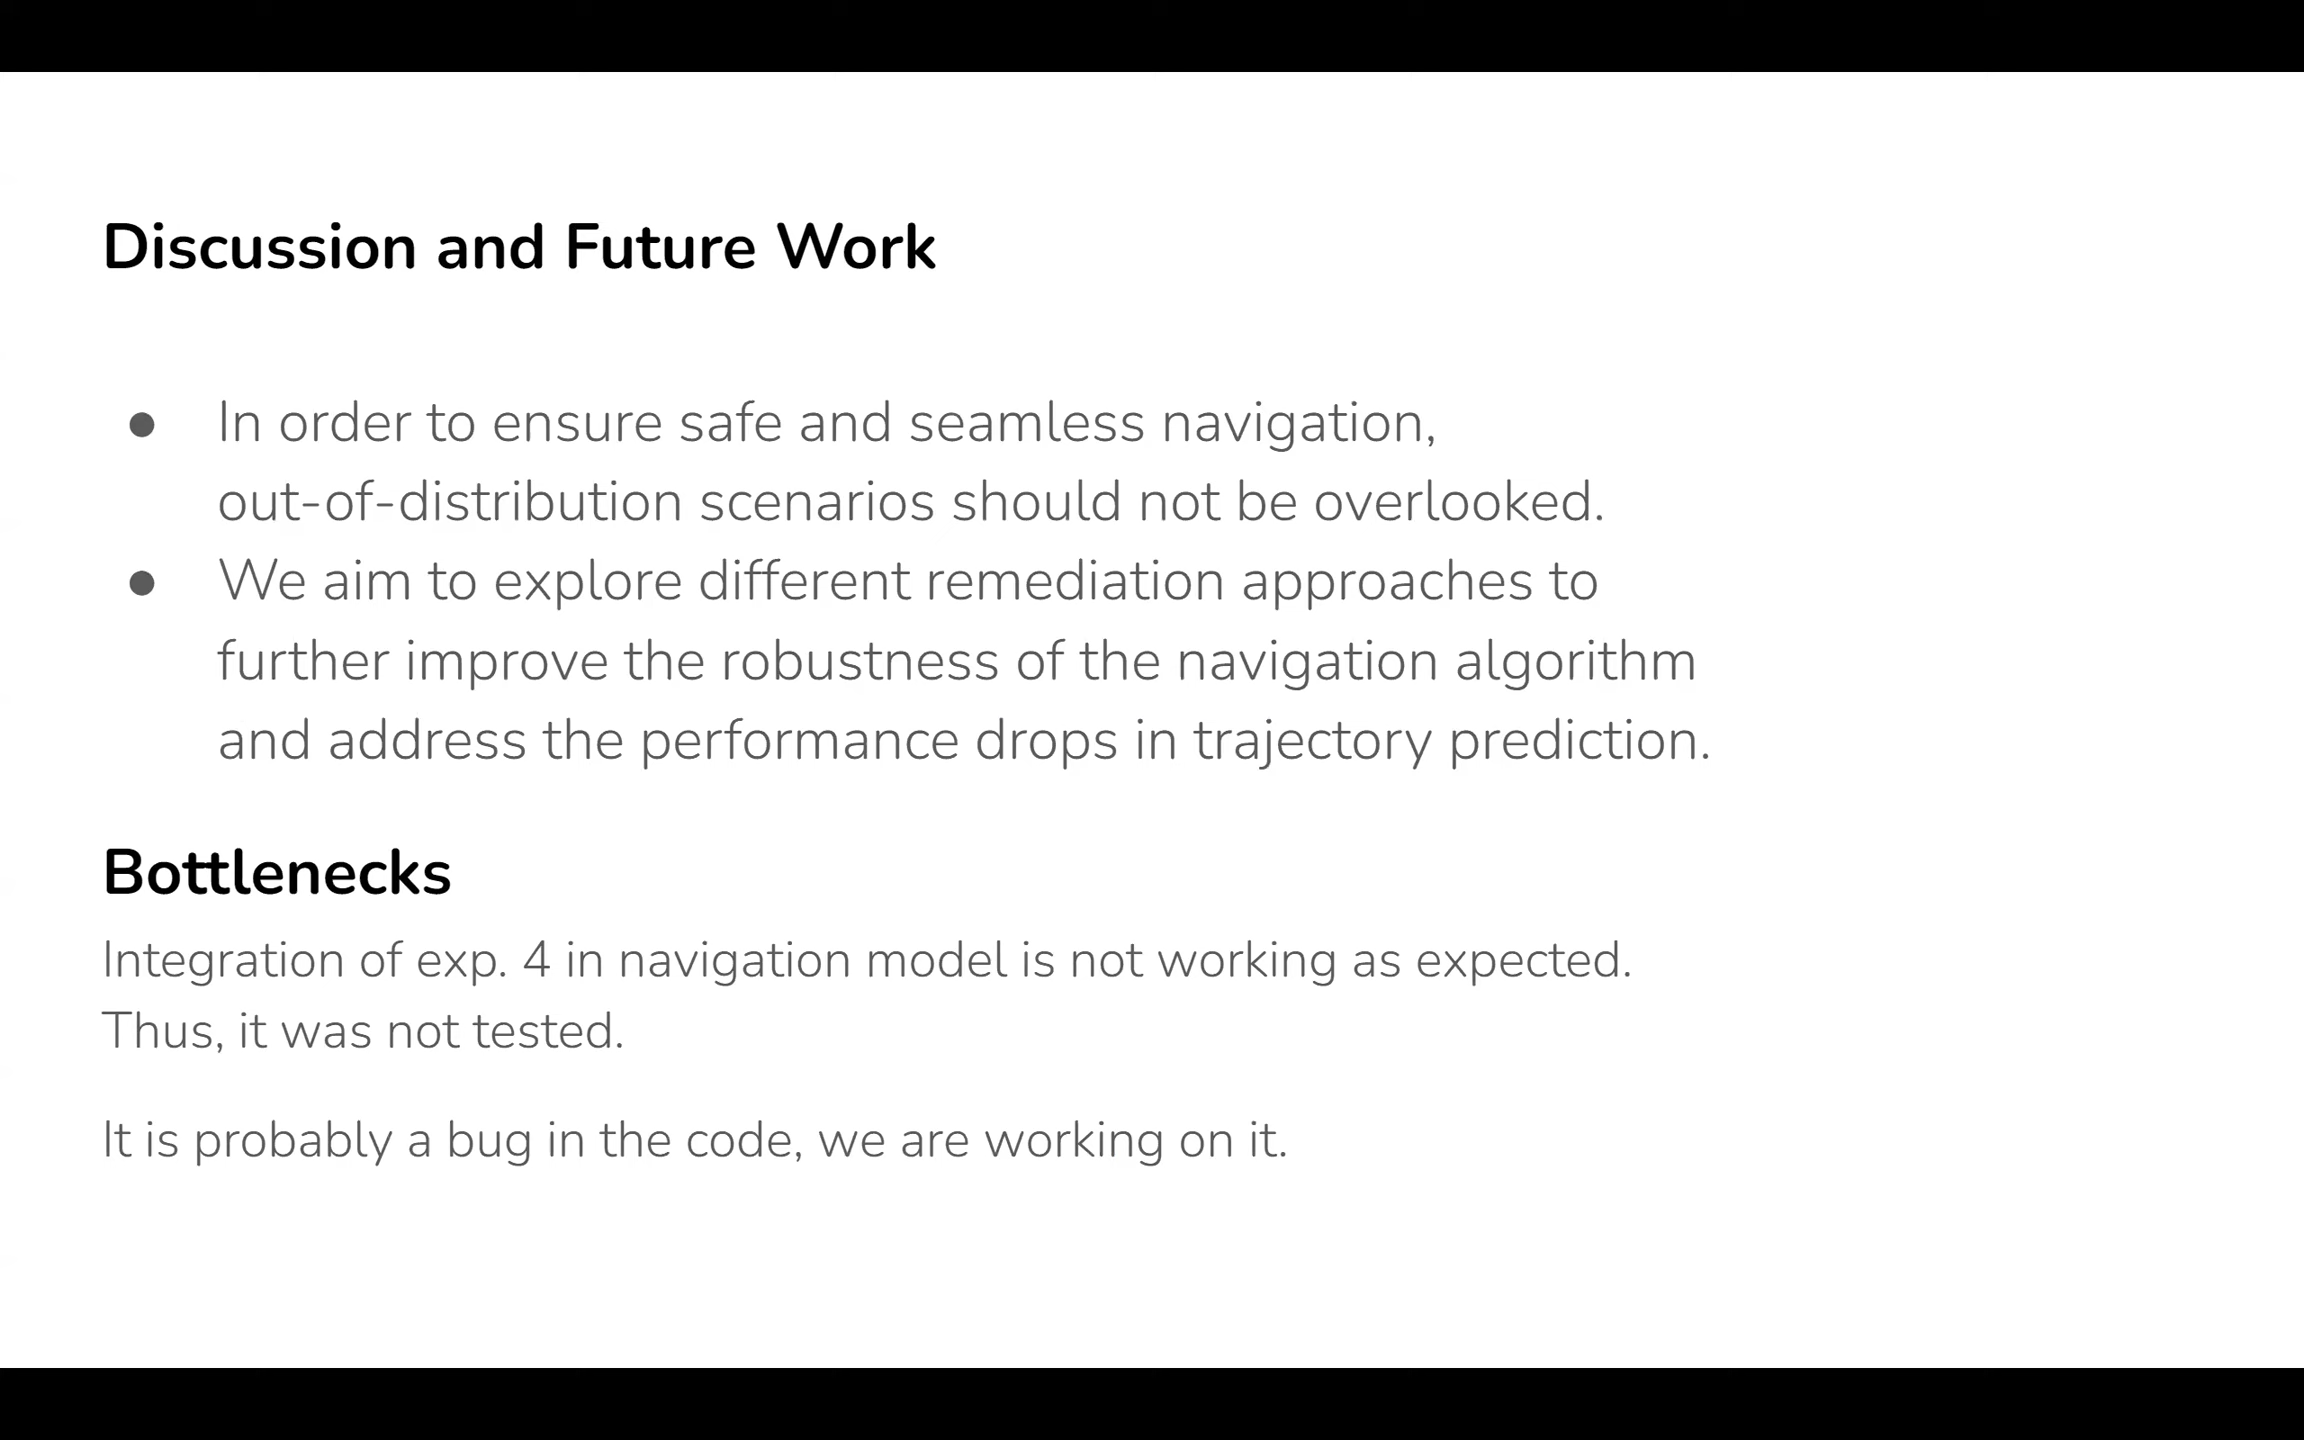 Discussion and Future Work
● In order to ensure safe and seamless navigation,
out-of-distribution scenarios should not be overlooked.
● We aim to explore different remediation approaches to
further improve the robustness of the navigation algorithm
and address the performance drops in trajectory prediction.
Bottlenecks
Integration of exp. 4 in navigation model is not working as expected.
Thus, it was not tested.
It is probably a bug in the code, we are working on it.